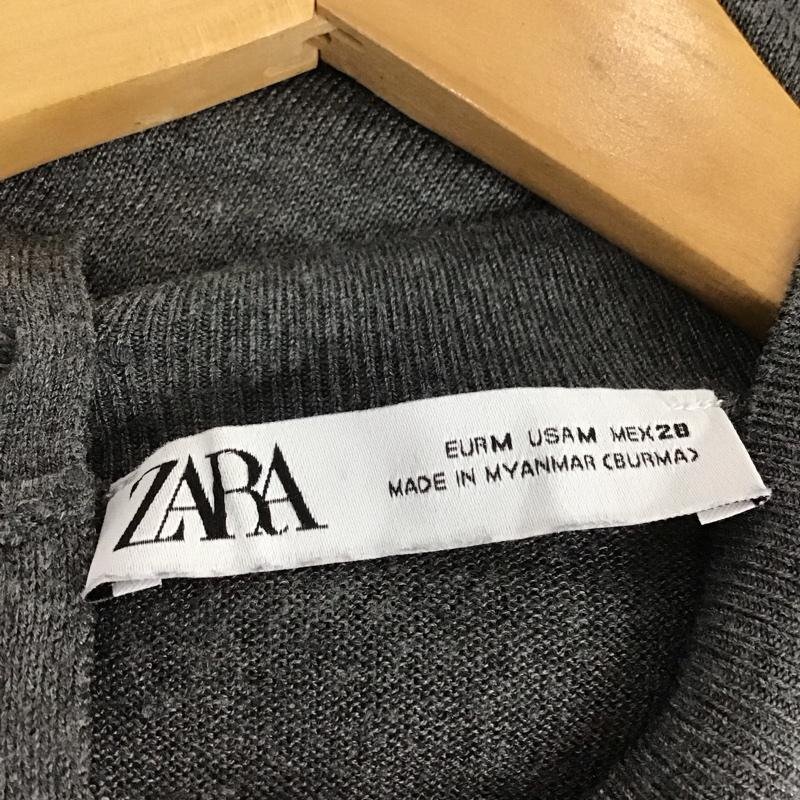 ZARA
EUR M USA M MEX 28
MADE IN MYANMAR (BURMA)